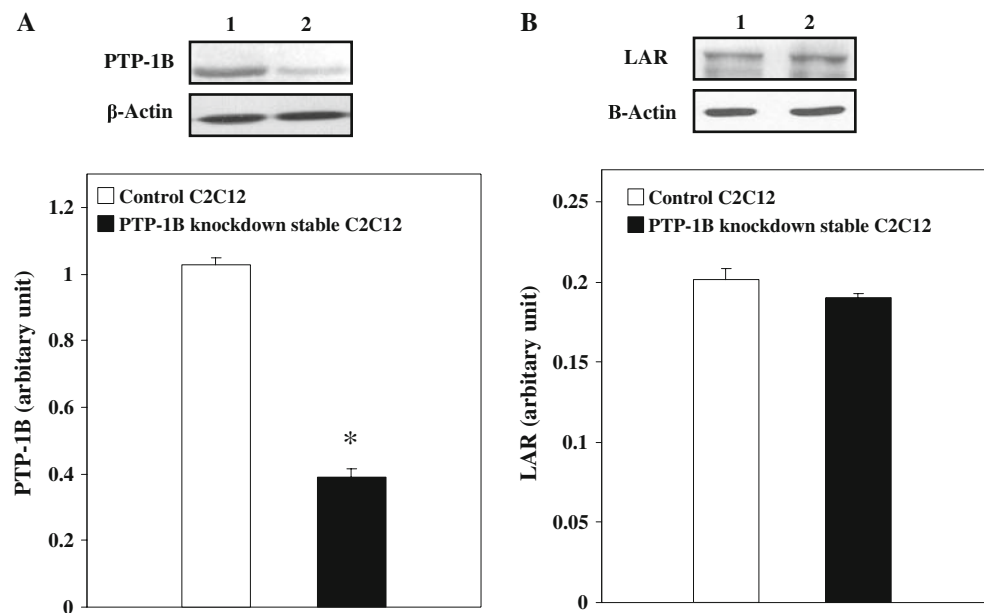 A
1 2
PTP-1B
β-Actin
Control C2C12
PTP-1B knockdown stable C2C12
PTP-1B (arbitary unit)
1.2
1
0.8
0.6
0.4
0.2
0
*
B
1 2
LAR
B-Actin
Control C2C12
PTP-1B knockdown stable C2C12
LAR (arbitary unit)
0.25
0.2
0.15
0.1
0.05
0